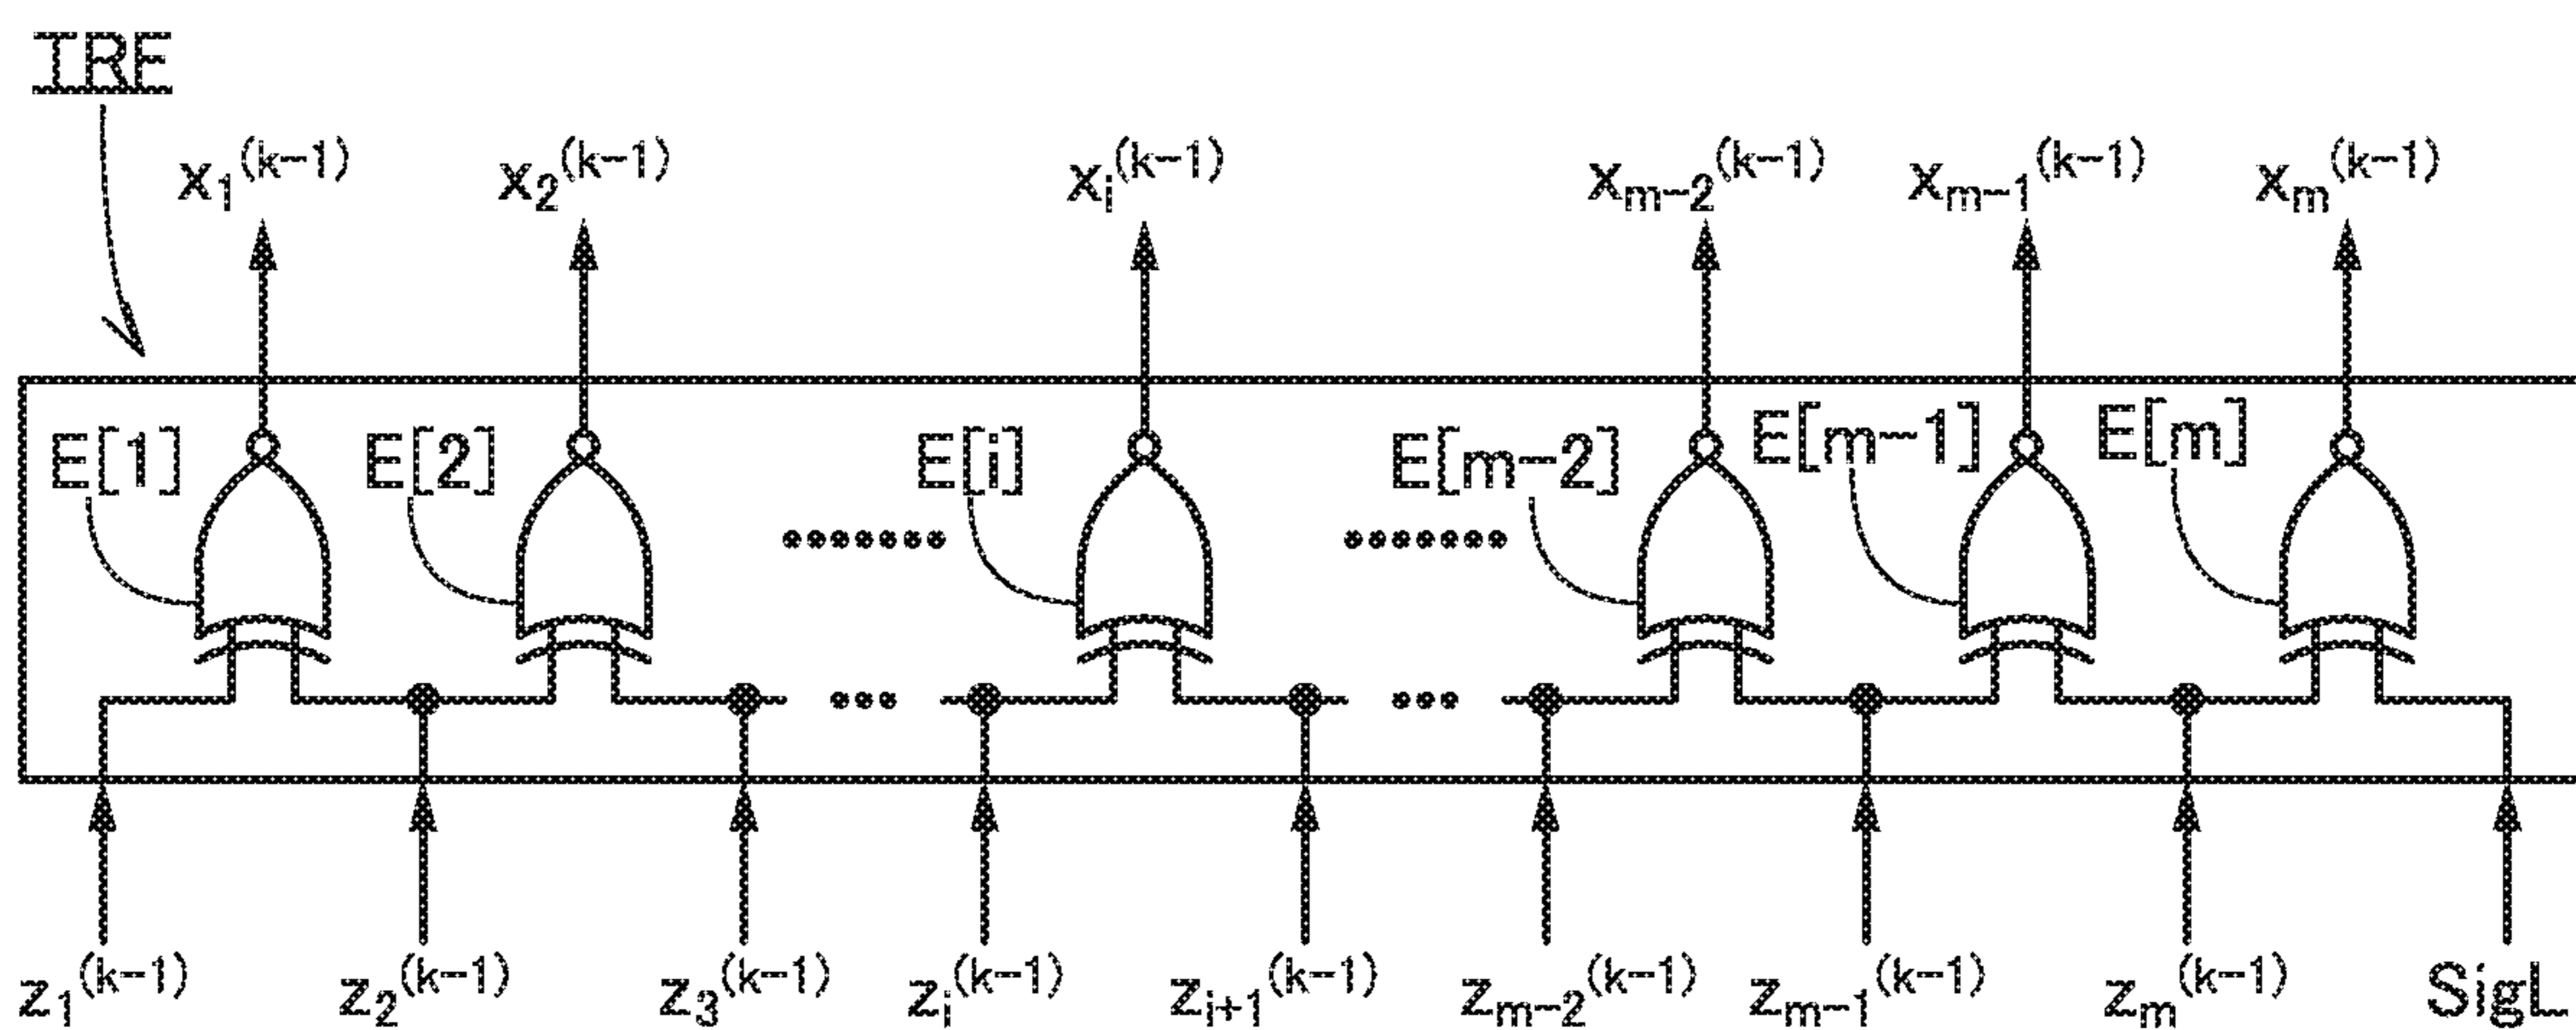 IRE
x₁⁽ᵏ⁻¹⁾ x₂⁽ᵏ⁻¹⁾ xᵢ⁽ᵏ⁻¹⁾ xₘ₋₂⁽ᵏ⁻¹⁾ xₘ₋₁⁽ᵏ⁻¹⁾ xₘ⁽ᵏ⁻¹⁾
E[1] E[2] E[i] E[m-2] E[m-1] E[m]
z₁⁽ᵏ⁻¹⁾ z₂⁽ᵏ⁻¹⁾ z₃⁽ᵏ⁻¹⁾ zᵢ⁽ᵏ⁻¹⁾ zᵢ₊₁⁽ᵏ⁻¹⁾ zₘ₋₂⁽ᵏ⁻¹⁾ zₘ₋₁⁽ᵏ⁻¹⁾ zₘ⁽ᵏ⁻¹⁾ SigL